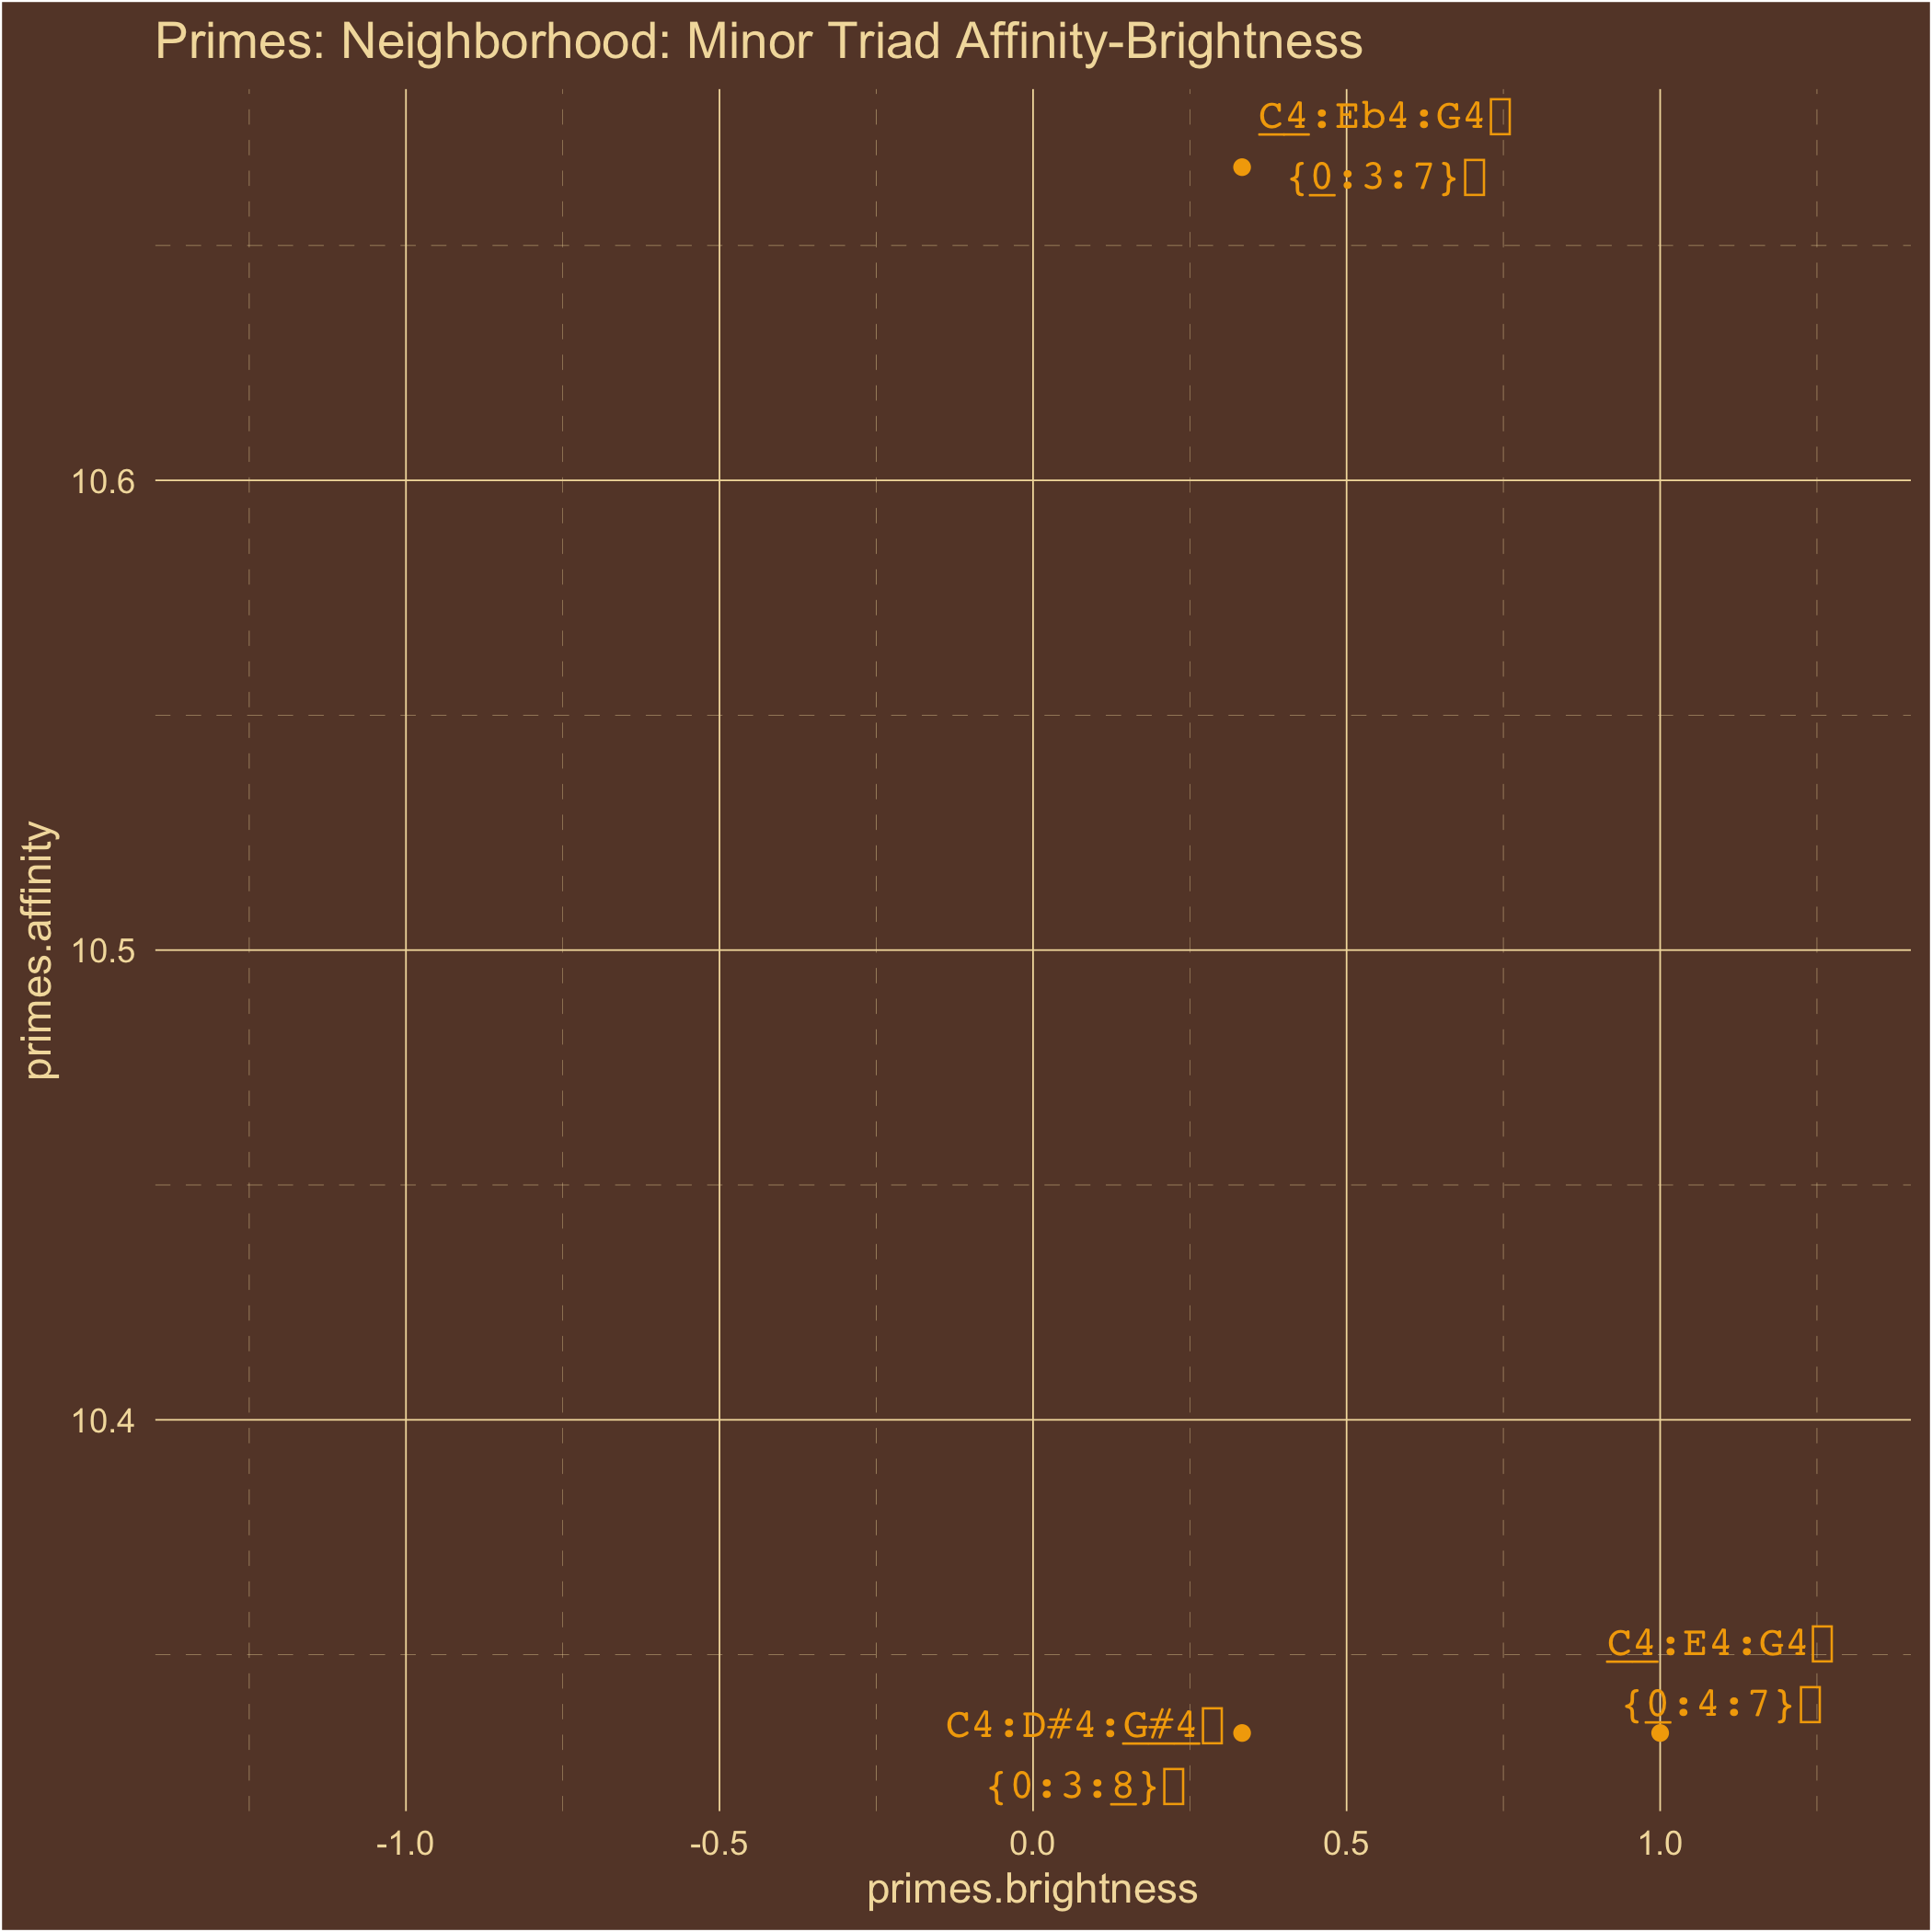 Primes: Neighborhood: Minor Triad Affinity-Brightness
C4:Eb4:G4▯
{0:3:7}▯
10.6
primes.affinity
10.5
10.4
C4:E4:G4▯
{0:4:7}▯
C4:D#4:G#4▯
{0:3:8}▯
-1.0
-0.5
0.0
0.5
1.0
primes.brightness